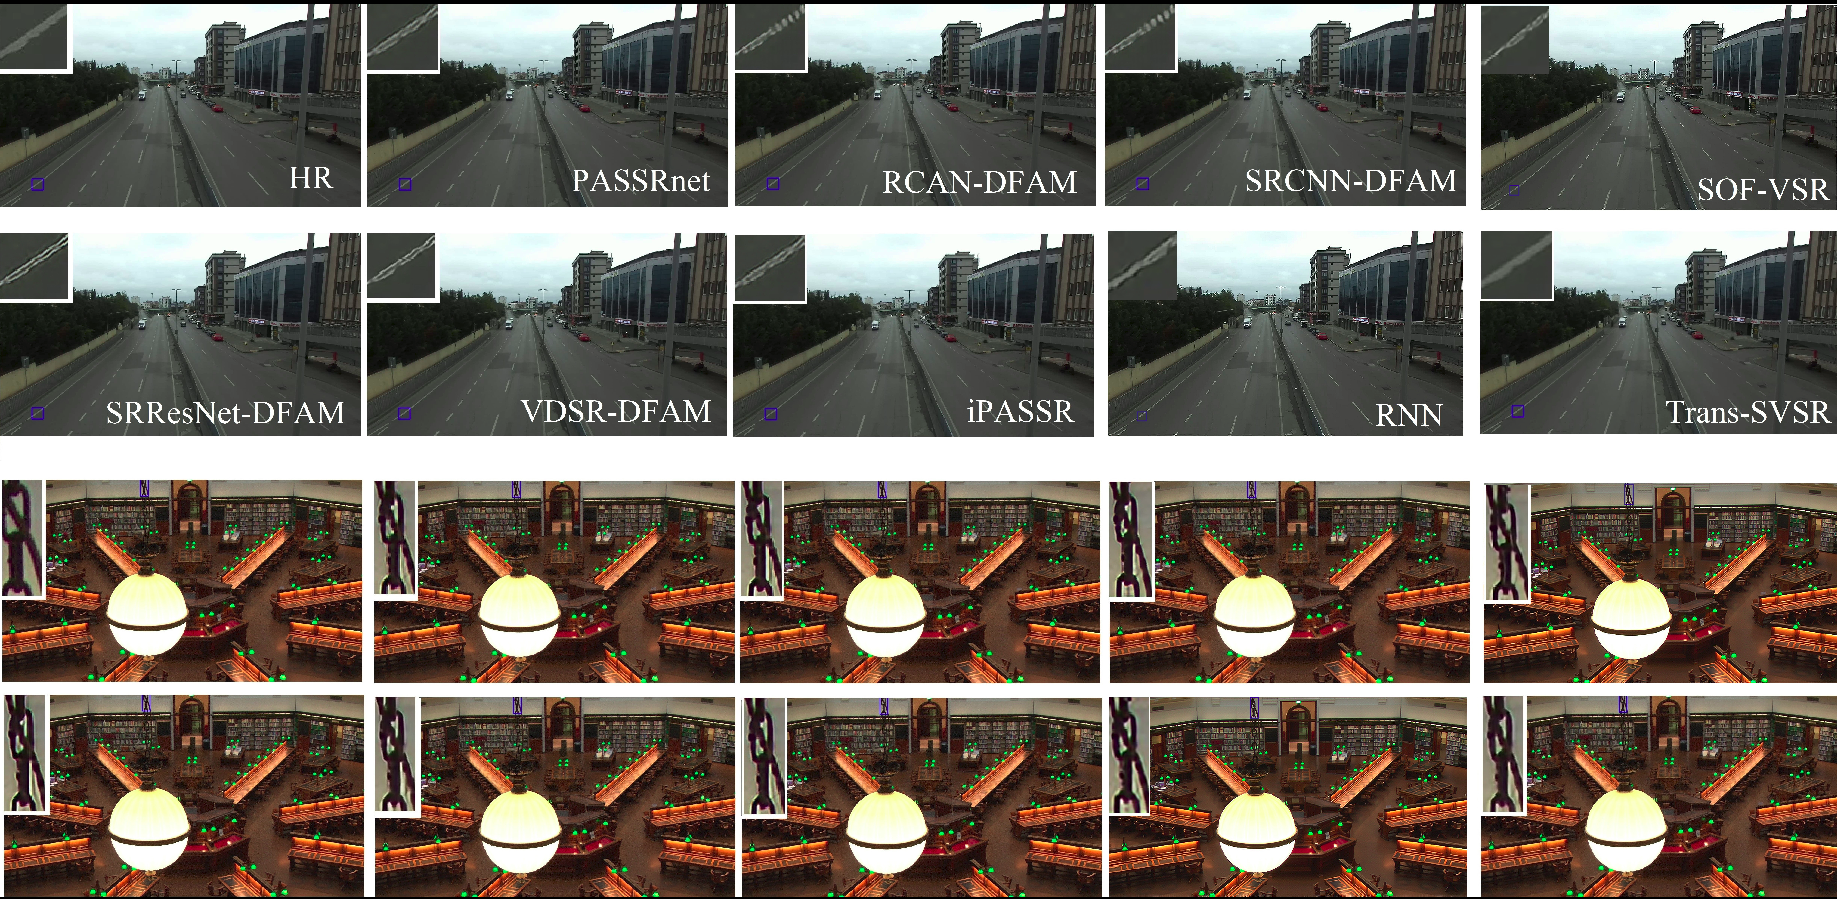 HR
PASSRnet
RCAN-DFAM
SRCNN-DFAM
SOF-VSR
SRResNet-DFAM
VDSR-DFAM
iPASSR
RNN
Trans-SVSR